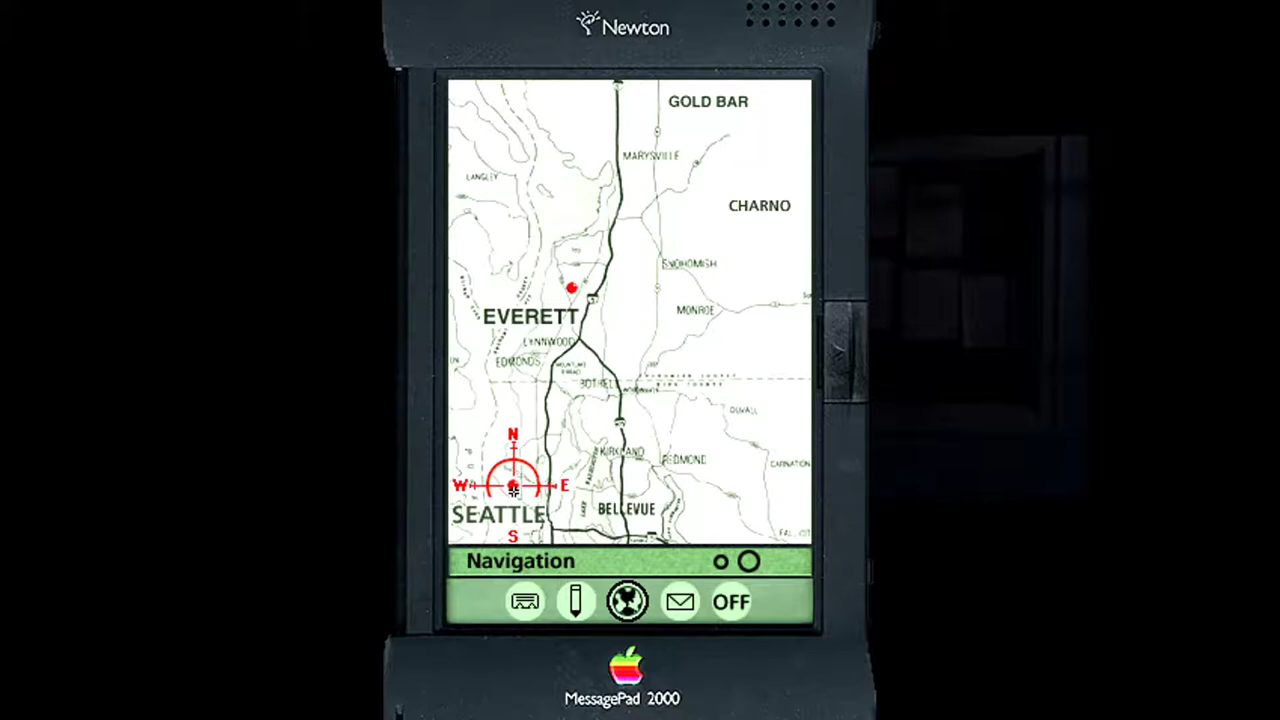 Newton
GOLD BAR
MARYSVILLE
LANGLEY
CHARNO
SNOHOMISH
MONROE
EVERETT
LYNNWOOD
EDMONDS
BOTHELL
DUVALL
N
KIRKLAND
REDMOND
CARNATION
W E
SEATTLE
BELLEVUE
S
Navigation
OFF
MessagePad 2000